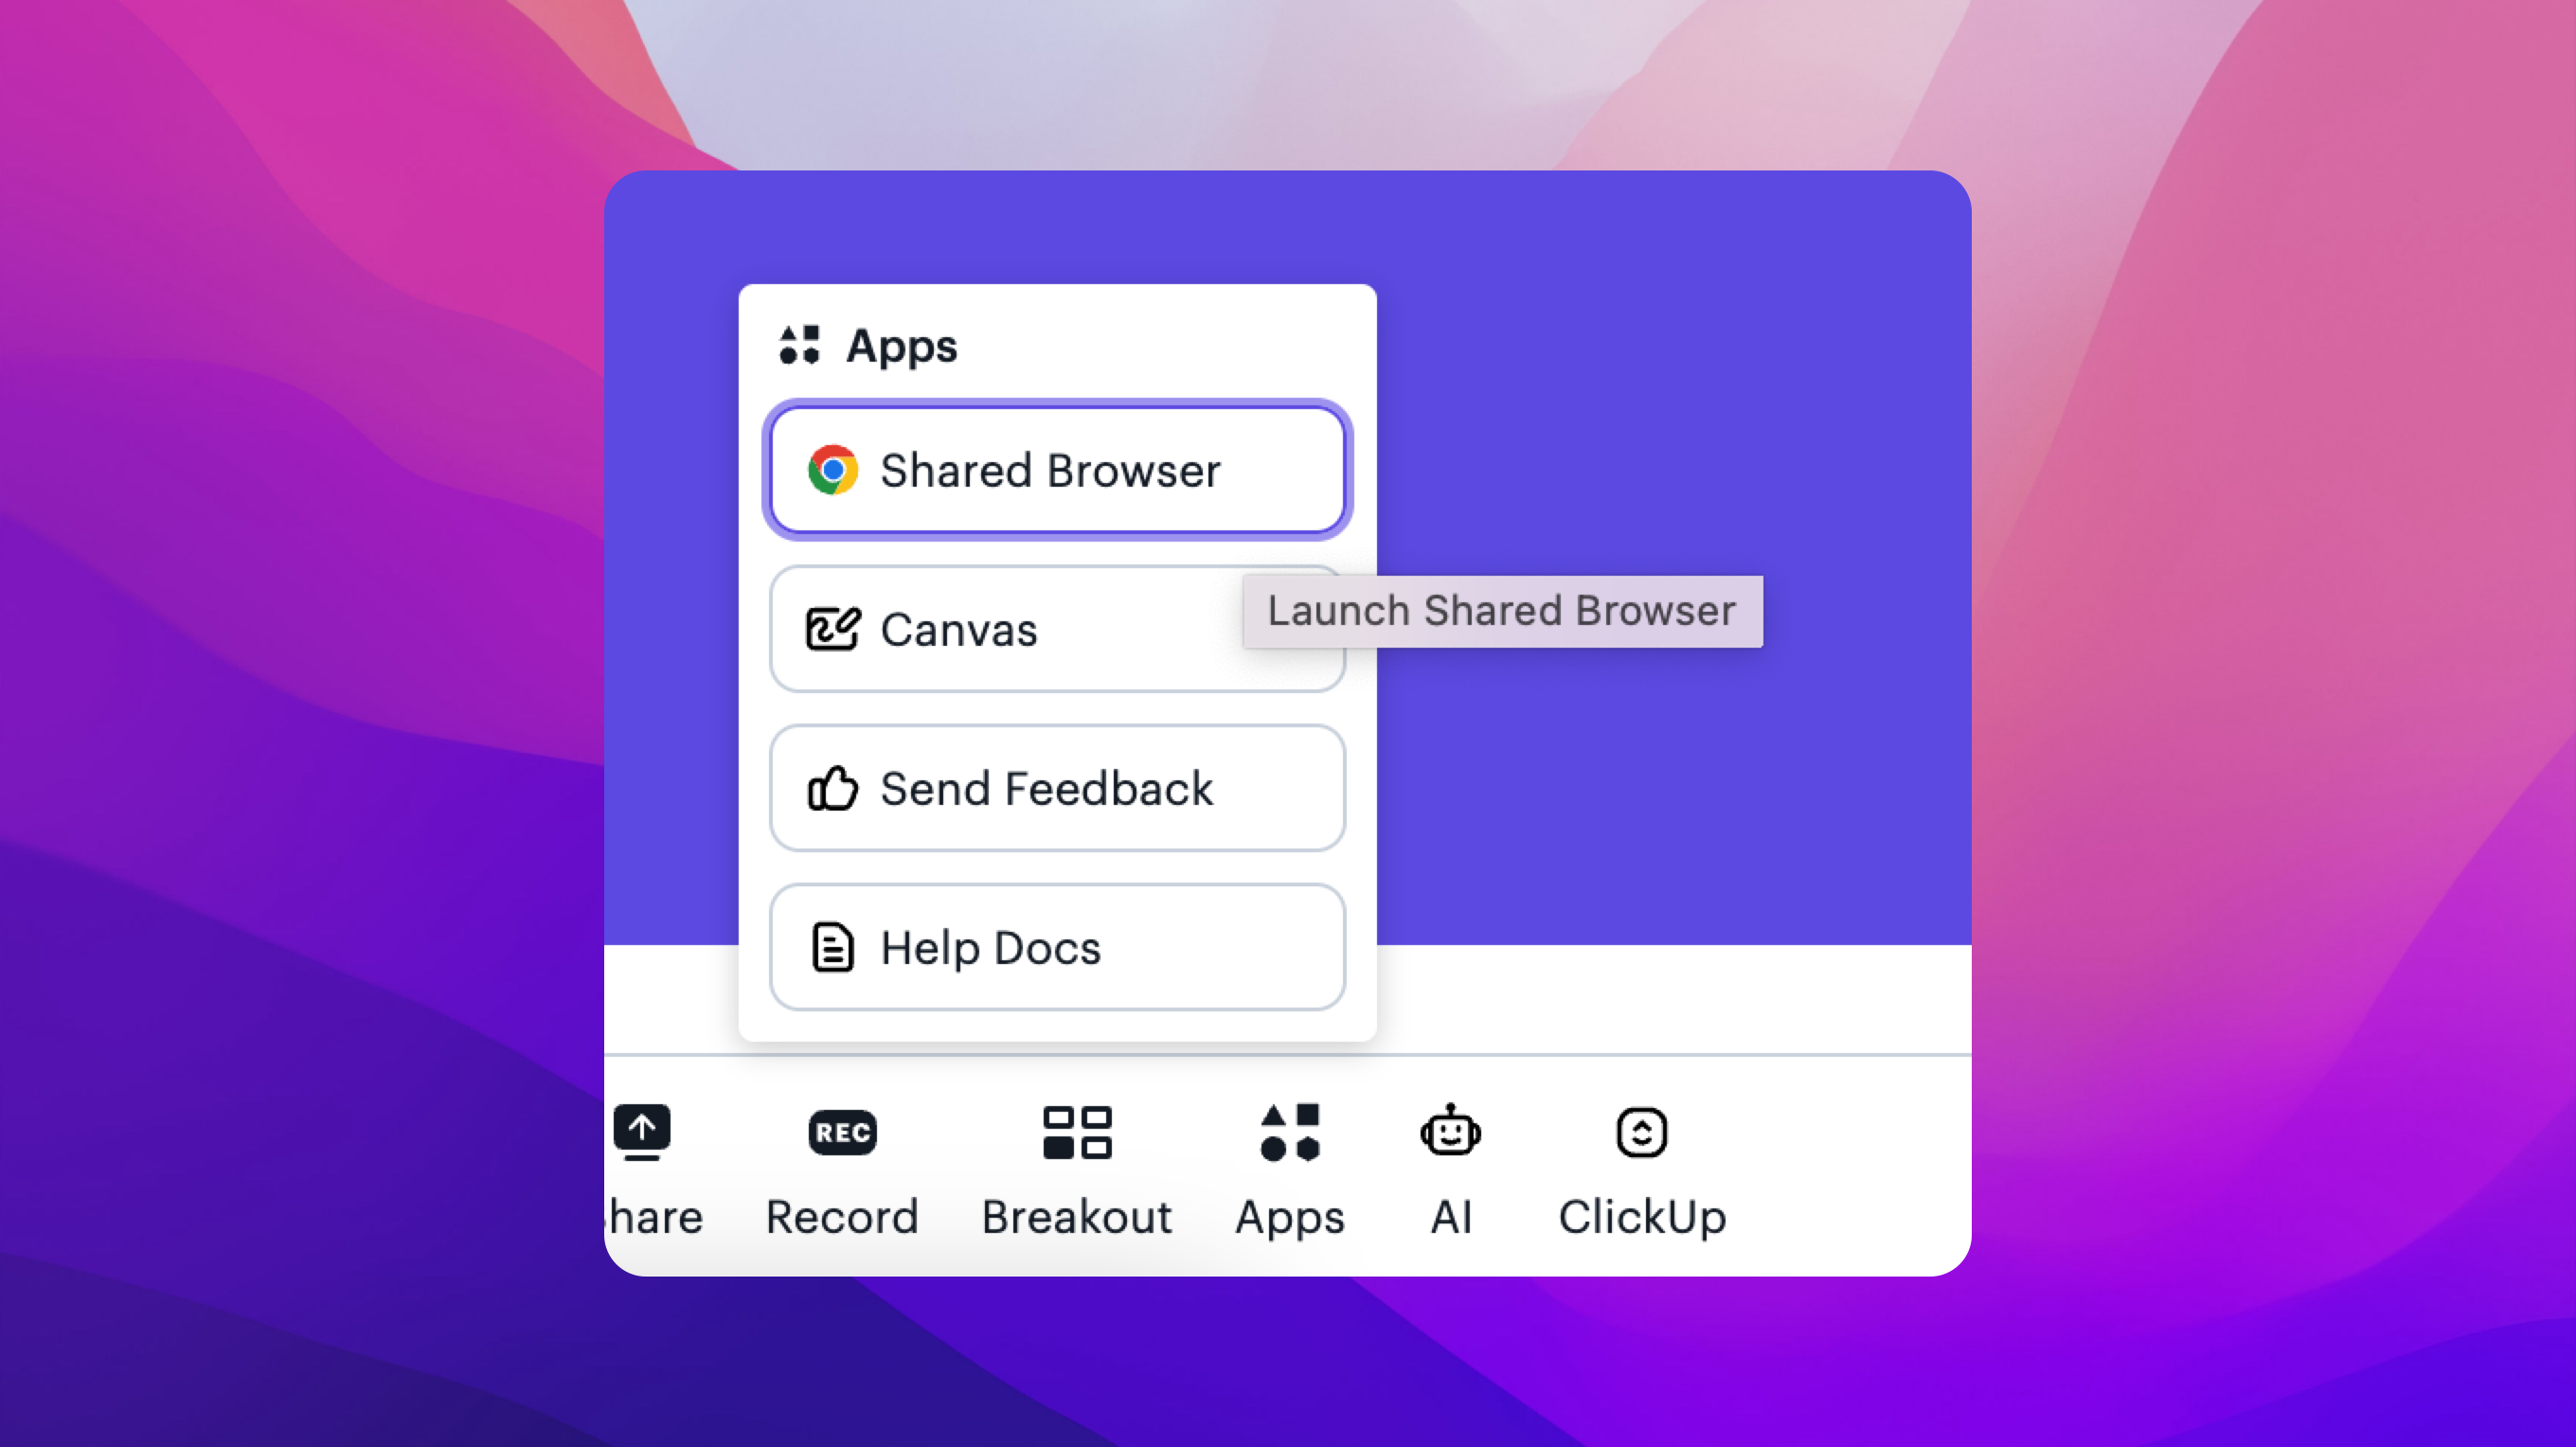 Apps
Shared Browser
Launch Shared Browser
Canvas
Send Feedback
Help Docs
REC
hare
Record
Breakout
Apps
AI
ClickUp